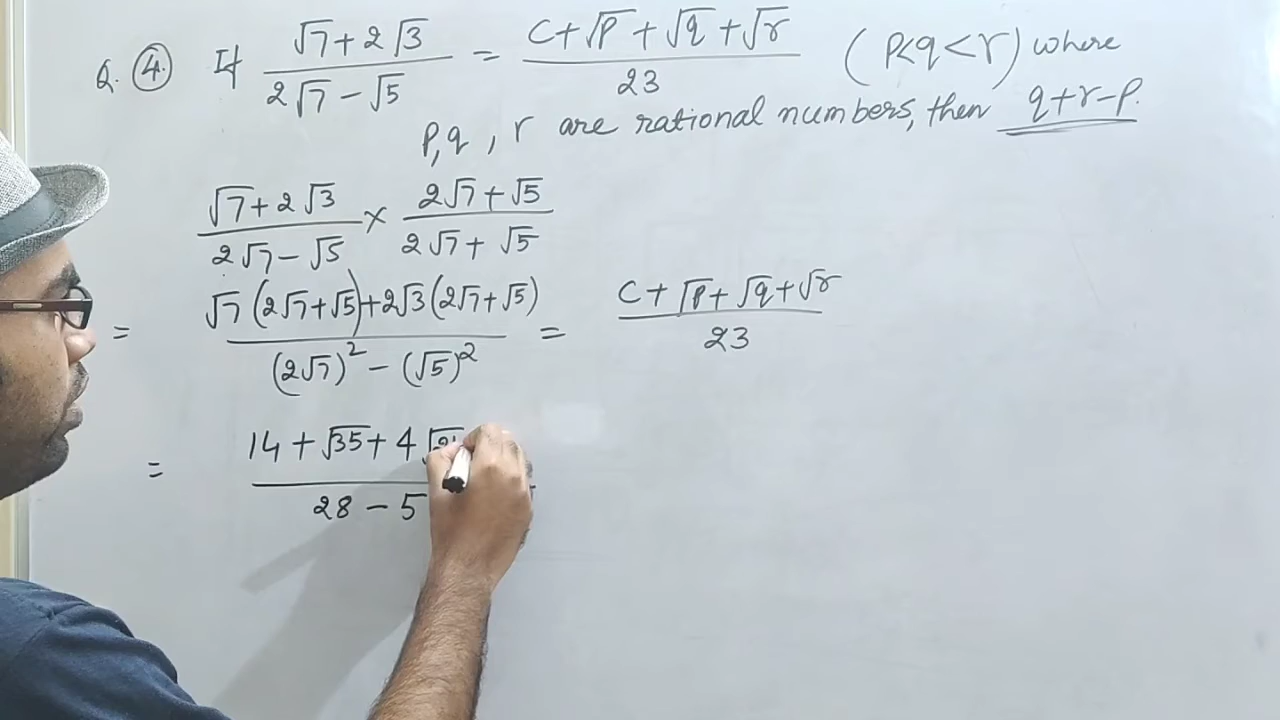 Q. ④ If (√7+2√3)/(2√7−√5) = (C+√p+√q+√r)/23 (p<q<r) where
p,q, r are rational numbers, then q+r−p.
(√7+2√3)/(2√7−√5) × (2√7+√5)/(2√7+√5)
= (√7(2√7+√5)+2√3(2√7+√5))/((2√7)²−(√5)²) = (C+√p+√q+√r)/23
= (14+√35+4√21)/(28−5)